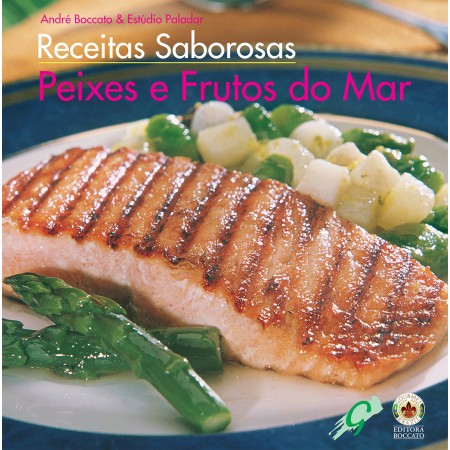 André Boccato & Estúdio Paladar
Receitas Saborosas
Peixes e Frutos do Mar
G
EDITORA
BOCCATO